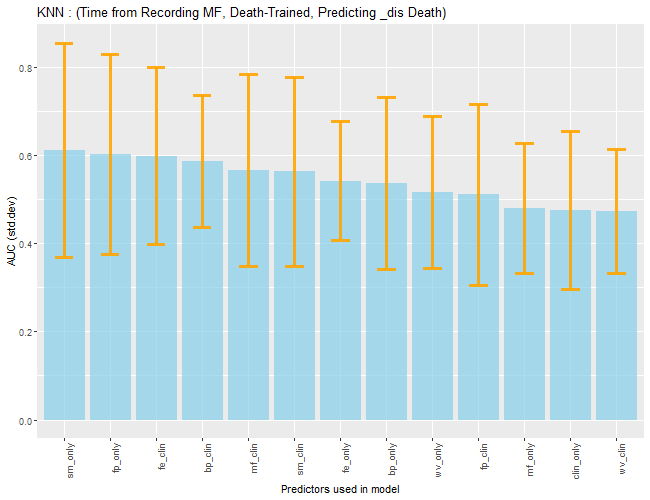 KNN : (Time from Recording MF, Death-Trained, Predicting _dis Death)
AUC (std.dev)
0.8
0.6
0.4
0.2
0.0
sm_only
fp_only
fe_clin
bp_clin
mf_clin
sm_clin
fe_only
bp_only
wv_only
fp_clin
mf_only
clin_only
wv_clin
Predictors used in model